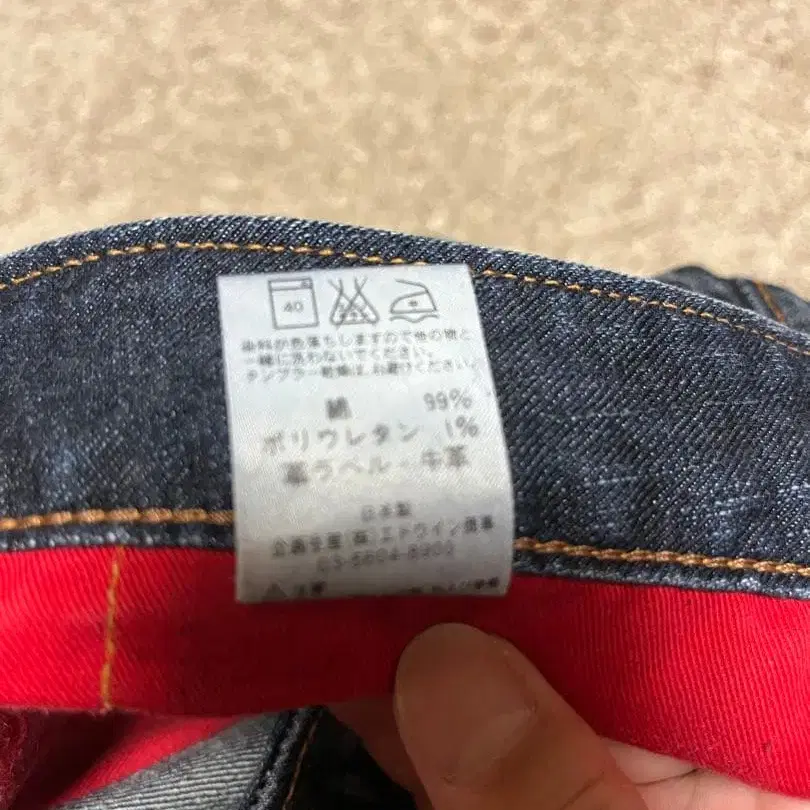 40
染料が色落ちしますので他の物と
一緒に洗わないでください。
タンブラー乾燥はお避けください。
綿 99%
ポリウレタン 1%
革ラベル・牛革
日本製
企画生産 (株)エドウイン商事
03-5604-8900
注意